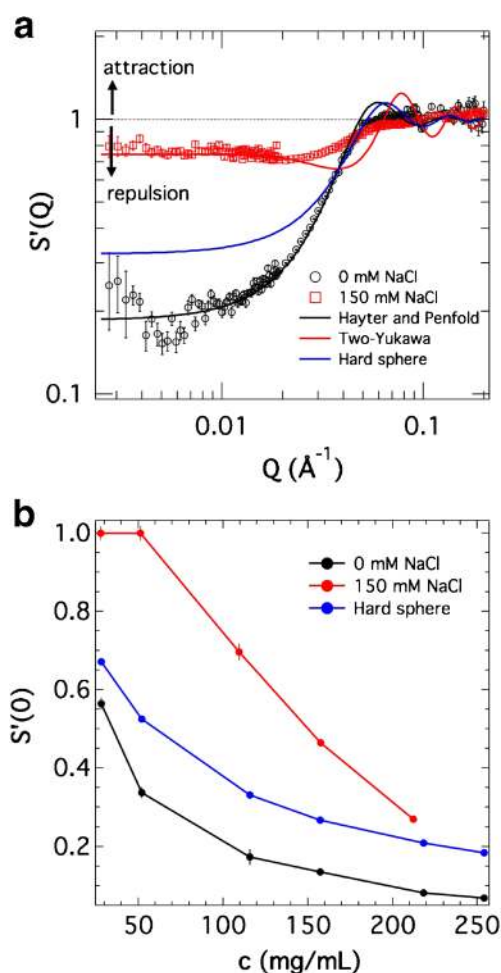 a
attraction
1
repulsion
S'(Q)
0 mM NaCl
150 mM NaCl
Hayter and Penfold
Two-Yukawa
Hard sphere
0.1
0.01
0.1
Q (Å⁻¹)
b
1.0
0 mM NaCl
150 mM NaCl
Hard sphere
0.8
0.6
S'(0)
0.4
0.2
50
100
150
200
250
c (mg/mL)